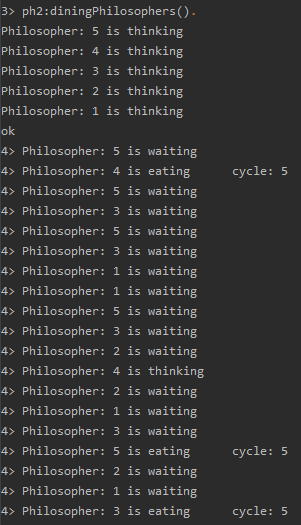 3> ph2:diningPhilosophers().
Philosopher: 5 is thinking
Philosopher: 4 is thinking
Philosopher: 3 is thinking
Philosopher: 2 is thinking
Philosopher: 1 is thinking
ok
4> Philosopher: 5 is waiting
4> Philosopher: 4 is eating      cycle: 5
4> Philosopher: 5 is waiting
4> Philosopher: 3 is waiting
4> Philosopher: 5 is waiting
4> Philosopher: 3 is waiting
4> Philosopher: 1 is waiting
4> Philosopher: 1 is waiting
4> Philosopher: 5 is waiting
4> Philosopher: 3 is waiting
4> Philosopher: 2 is waiting
4> Philosopher: 4 is thinking
4> Philosopher: 2 is waiting
4> Philosopher: 1 is waiting
4> Philosopher: 3 is waiting
4> Philosopher: 5 is eating      cycle: 5
4> Philosopher: 2 is waiting
4> Philosopher: 1 is waiting
4> Philosopher: 3 is eating      cycle: 5